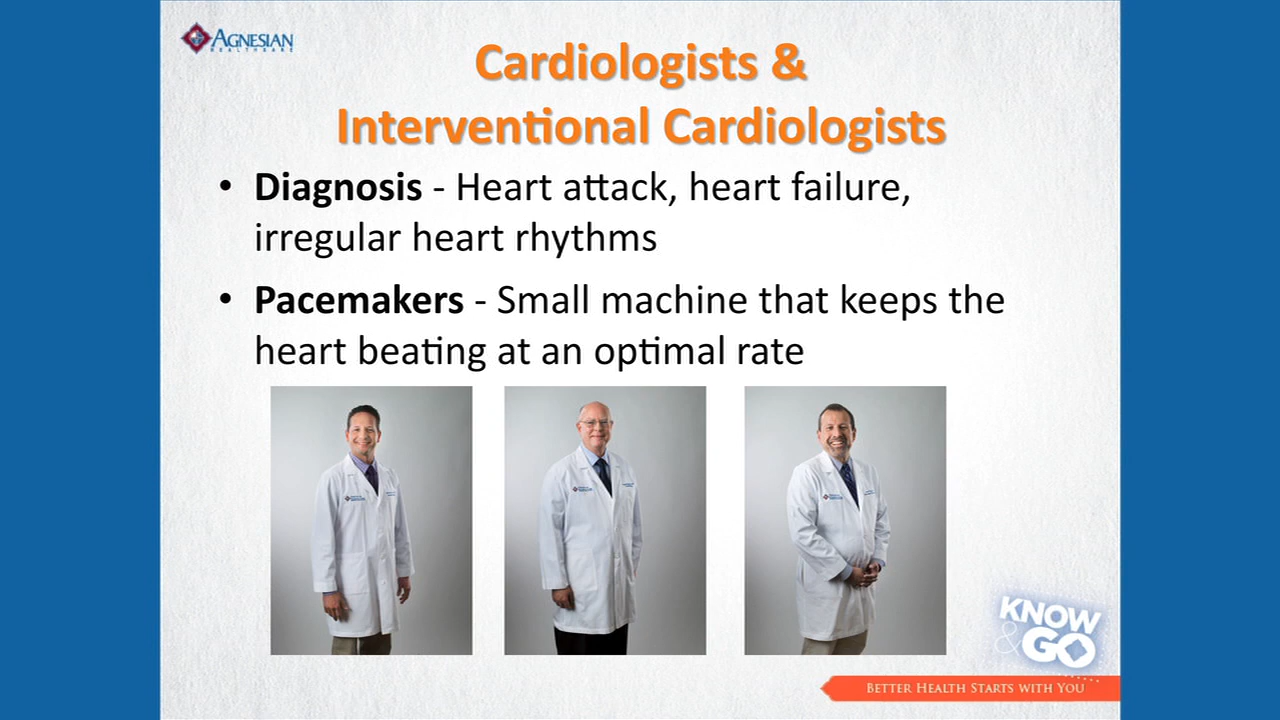 AGNESIAN
HEALTHCARE
Cardiologists &
Interventional Cardiologists
• Diagnosis - Heart attack, heart failure,
irregular heart rhythms
• Pacemakers - Small machine that keeps the
heart beating at an optimal rate
KNOW
& GO
BETTER HEALTH STARTS WITH YOU